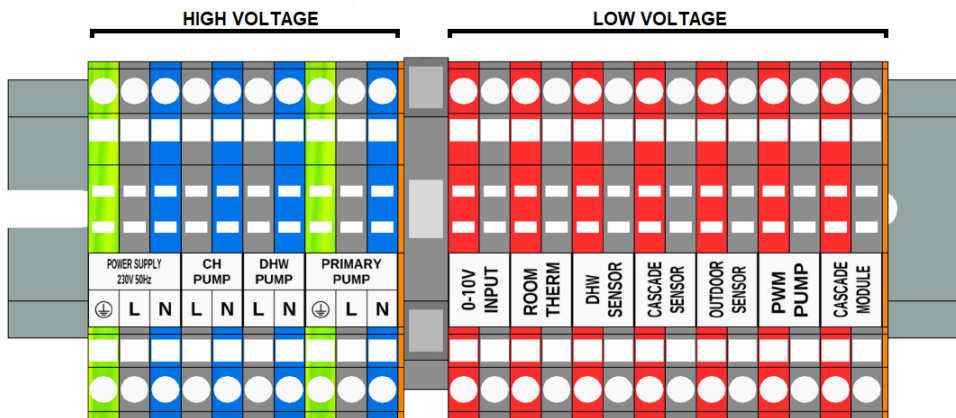 HIGH VOLTAGE
LOW VOLTAGE
POWER SUPPLY
230V 50Hz
CH
PUMP
DHW
PUMP
PRIMARY
PUMP
L N L N L N L N
0-10V
INPUT
ROOM
THERM
DHW
SENSOR
CASCADE
SENSOR
OUTDOOR
SENSOR
PWM
PUMP
CASCADE
MODULE